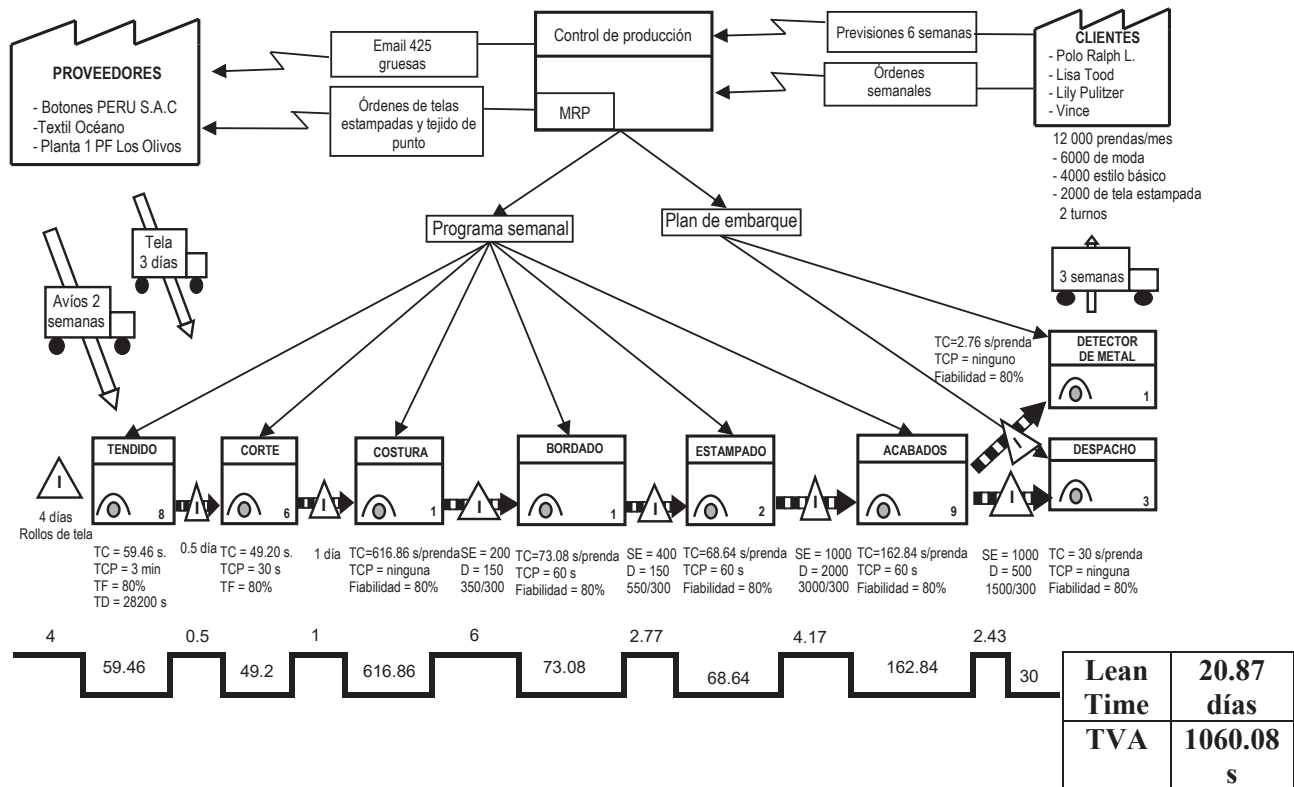 PROVEEDORES
- Botones PERU S.A.C
-Textil Océano
- Planta 1 PF Los Olivos
Email 425
gruesas
Órdenes de telas
estampadas y tejido de
punto
Control de producción
MRP
Previsiones 6 semanas
Órdenes
semanales
CLIENTES
- Polo Ralph L.
- Lisa Tood
- Lily Pulitzer
- Vince
12 000 prendas/mes
- 6000 de moda
- 4000 estilo básico
- 2000 de tela estampada
2 turnos
Tela
3 días
Avíos 2
semanas
Programa semanal
Plan de embarque
3 semanas
TC=2.76 s/prenda
TCP = ninguno
Fiabilidad = 80%
DETECTOR
DE METAL
1
I
4 días
Rollos de tela
TENDIDO
8
TC = 59.46 s.
TCP = 3 min
TF = 80%
TD = 28200 s
I
0.5 día
CORTE
6
TC = 49.20 s.
TCP = 30 s
TF = 80%
I
1 día
COSTURA
1
TC=616.86 s/prenda
TCP = ninguna
Fiabilidad = 80%
I
SE = 200
D = 150
350/300
BORDADO
1
TC=73.08 s/prenda
TCP = 60 s
Fiabilidad = 80%
I
SE = 400
D = 150
550/300
ESTAMPADO
2
TC=68.64 s/prenda
TCP = 60 s
Fiabilidad = 80%
I
SE = 1000
D = 2000
3000/300
ACABADOS
9
TC=162.84 s/prenda
TCP = 60 s
Fiabilidad = 80%
I
I
SE = 1000
D = 500
1500/300
DESPACHO
3
TC = 30 s/prenda
TCP = ninguna
Fiabilidad = 80%
4
59.46
0.5
49.2
1
616.86
6
73.08
2.77
68.64
4.17
162.84
2.43
30
Lean
Time
20.87
días
TVA
1060.08
s